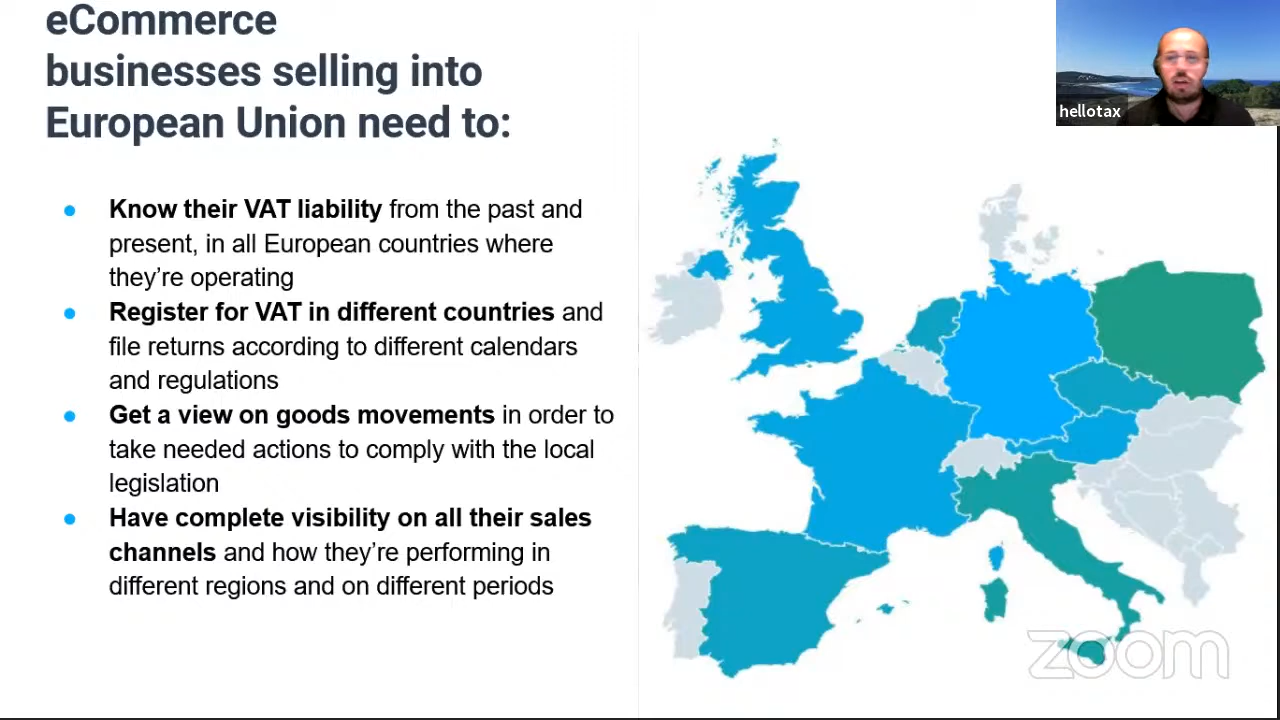 eCommerce
businesses selling into
European Union need to:
hellotax
Know their VAT liability from the past and
present, in all European countries where
they’re operating
Register for VAT in different countries and
file returns according to different calendars
and regulations
Get a view on goods movements in order to
take needed actions to comply with the local
legislation
Have complete visibility on all their sales
channels and how they’re performing in
different regions and on different periods
zoom